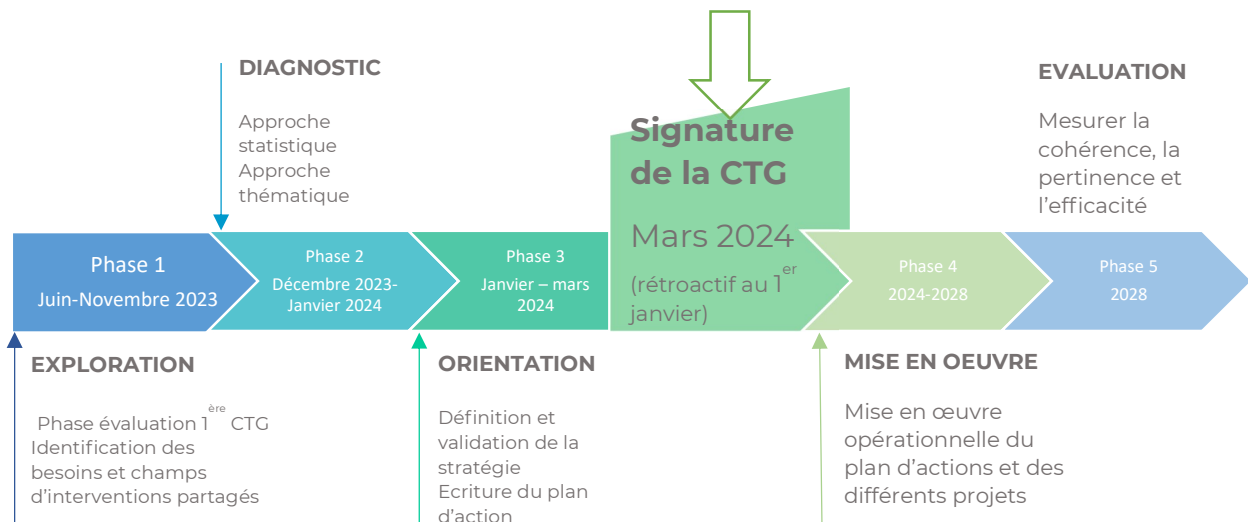 DIAGNOSTIC
Approche
statistique
Approche
thématique
Signature
de la CTG
Mars 2024
(rétroactif au 1er
janvier)
EVALUATION
Mesurer la
cohérence, la
pertinence et
l’efficacité
Phase 1
Juin-Novembre 2023
Phase 2
Décembre 2023-
Janvier 2024
Phase 3
Janvier – mars
2024
Phase 4
2024-2028
Phase 5
2028
EXPLORATION
Phase évaluation 1ère CTG
Identification des
besoins et champs
d’interventions partagés
ORIENTATION
Définition et
validation de la
stratégie
Ecriture du plan
d’action
MISE EN OEUVRE
Mise en œuvre
opérationnelle du
plan d’actions et des
différents projets